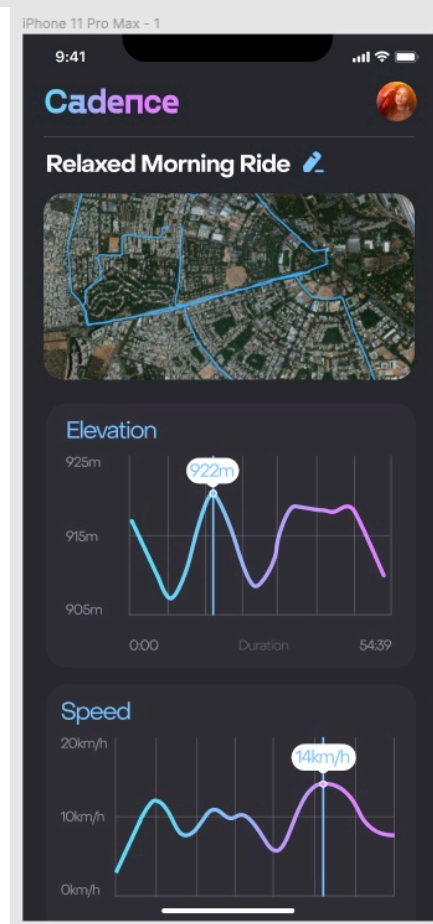 iPhone 11 Pro Max - 1
9:41
Cadence
Relaxed Morning Ride
Elevation
925m
922m
915m
905m
0:00 Duration 54:39
Speed
20km/h
14km/h
10km/h
0km/h